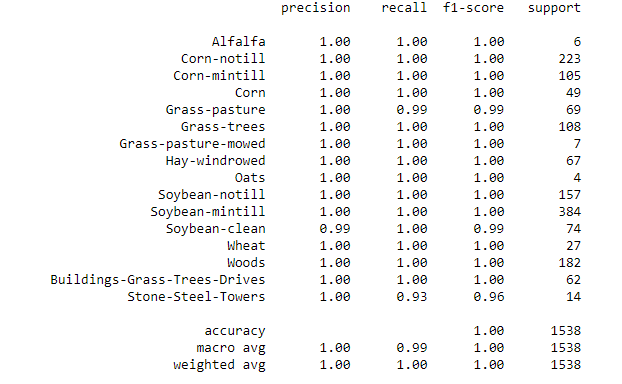 precision recall f1-score support
Alfalfa 1.00 1.00 1.00 6
Corn-notill 1.00 1.00 1.00 223
Corn-mintill 1.00 1.00 1.00 105
Corn 1.00 1.00 1.00 49
Grass-pasture 1.00 0.99 0.99 69
Grass-trees 1.00 1.00 1.00 108
Grass-pasture-mowed 1.00 1.00 1.00 7
Hay-windrowed 1.00 1.00 1.00 67
Oats 1.00 1.00 1.00 4
Soybean-notill 1.00 1.00 1.00 157
Soybean-mintill 1.00 1.00 1.00 384
Soybean-clean 0.99 1.00 0.99 74
Wheat 1.00 1.00 1.00 27
Woods 1.00 1.00 1.00 182
Buildings-Grass-Trees-Drives 1.00 1.00 1.00 62
Stone-Steel-Towers 1.00 0.93 0.96 14
accuracy 1.00 1538
macro avg 1.00 0.99 1.00 1538
weighted avg 1.00 1.00 1.00 1538